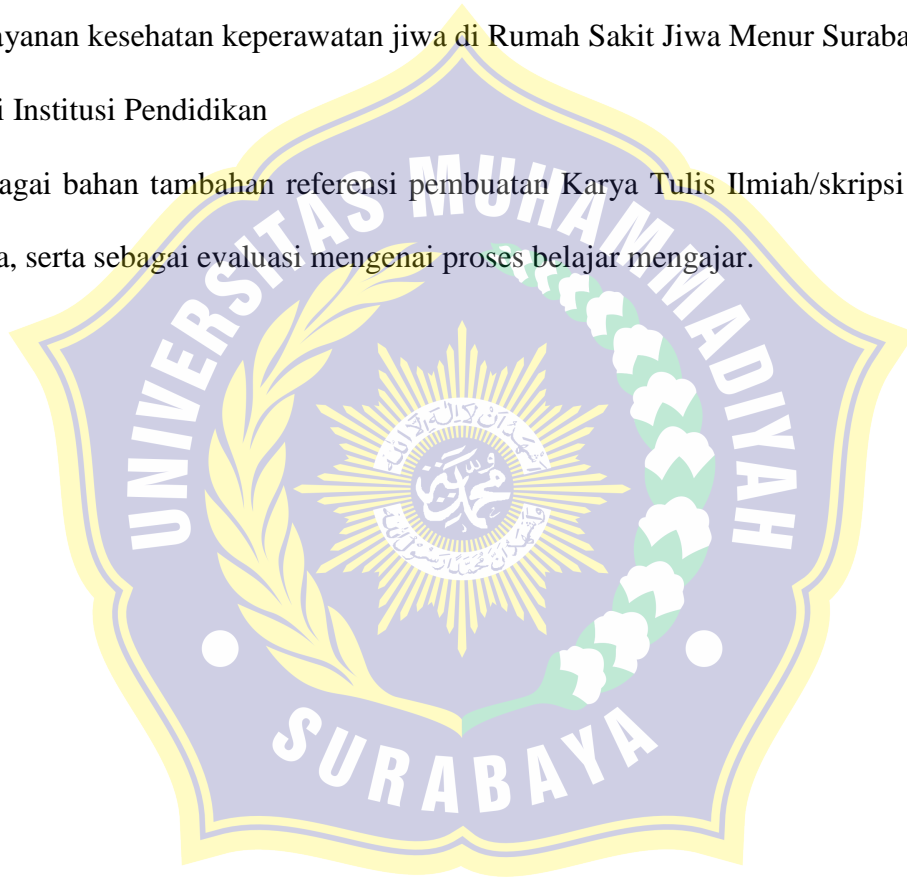 ayanan kesehatan keperawatan jiwa di Rumah Sakit Jiwa Menur Suraba
i Institusi Pendidikan
agai bahan tambahan referensi pembuatan Karya Tulis Ilmiah/skripsi
a, serta sebagai evaluasi mengenai proses belajar mengajar.
UNIVERSITAS MUHAMMADIYAH
SURABAYA
محمد